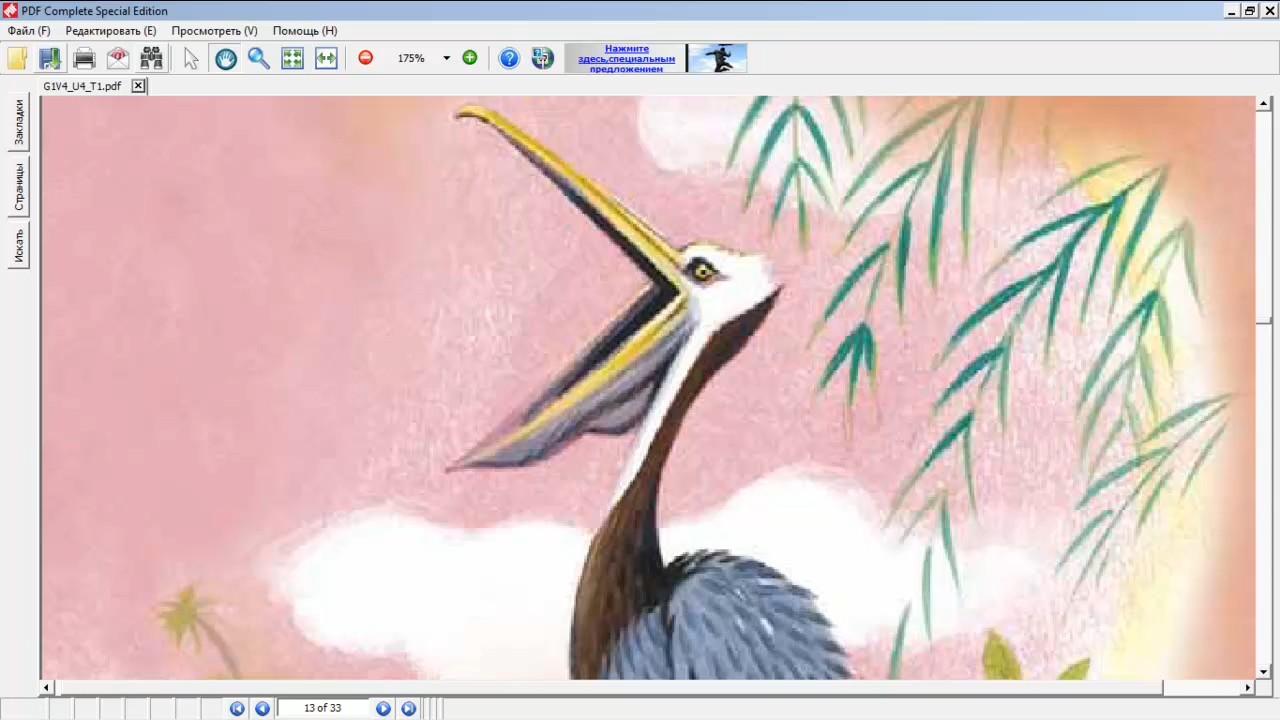 PDF Complete Special Edition
Файл (F) Редактировать (E) Просмотреть (V) Помощь (H)
175%
Нажмите
здесь,специальным
предложением
G1V4_U4_T1.pdf
Закладки
Страницы
Искать
13 of 33